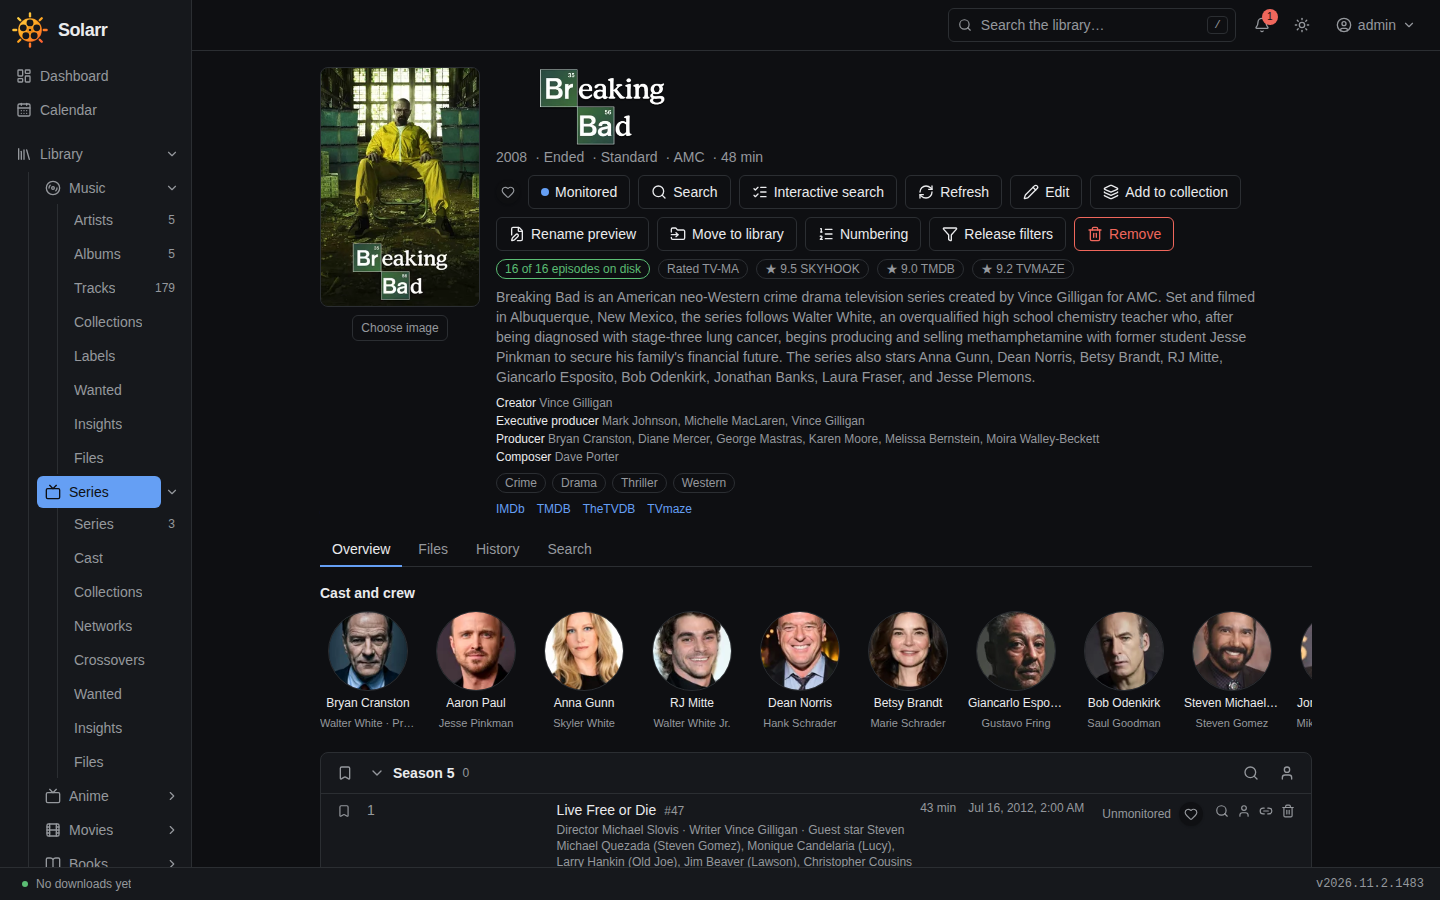 Solarr
Search the library…
/
1
admin
Dashboard
Calendar
Library
Music
Artists 5
Albums 5
Tracks 179
Collections
Labels
Wanted
Insights
Files
Series
Series 3
Cast
Collections
Networks
Crossovers
Wanted
Insights
Files
Anime
Movies
Books
35
Breaking
56
Bad
Choose image
35
Breaking
56
Bad
2008 · Ended · Standard · AMC · 48 min
Monitored
Search
Interactive search
Refresh
Edit
Add to collection
Rename preview
Move to library
Numbering
Release filters
Remove
16 of 16 episodes on disk
Rated TV-MA
★ 9.5 SKYHOOK
★ 9.0 TMDB
★ 9.2 TVMAZE
Breaking Bad is an American neo-Western crime drama television series created by Vince Gilligan for AMC. Set and filmed
in Albuquerque, New Mexico, the series follows Walter White, an overqualified high school chemistry teacher who, after
being diagnosed with stage-three lung cancer, begins producing and selling methamphetamine with former student Jesse
Pinkman to secure his family's financial future. The series also stars Anna Gunn, Dean Norris, Betsy Brandt, RJ Mitte,
Giancarlo Esposito, Bob Odenkirk, Jonathan Banks, Laura Fraser, and Jesse Plemons.
Creator Vince Gilligan
Executive producer Mark Johnson, Michelle MacLaren, Vince Gilligan
Producer Bryan Cranston, Diane Mercer, George Mastras, Karen Moore, Melissa Bernstein, Moira Walley-Beckett
Composer Dave Porter
Crime
Drama
Thriller
Western
IMDb
TMDB
TheTVDB
TVmaze
Overview
Files
History
Search
Cast and crew
Bryan Cranston
Walter White · Pr…
Aaron Paul
Jesse Pinkman
Anna Gunn
Skyler White
RJ Mitte
Walter White Jr.
Dean Norris
Hank Schrader
Betsy Brandt
Marie Schrader
Giancarlo Espo…
Gustavo Fring
Bob Odenkirk
Saul Goodman
Steven Michael…
Steven Gomez
Season 5 0
1
Live Free or Die #47
43 min
Jul 16, 2012, 2:00 AM
Unmonitored
Director Michael Slovis · Writer Vince Gilligan · Guest star Steven
Michael Quezada (Steven Gomez), Monique Candelaria (Lucy),
Larry Hankin (Old Joe), Jim Beaver (Lawson), Christopher Cousins
No downloads yet
v2026.11.2.1483